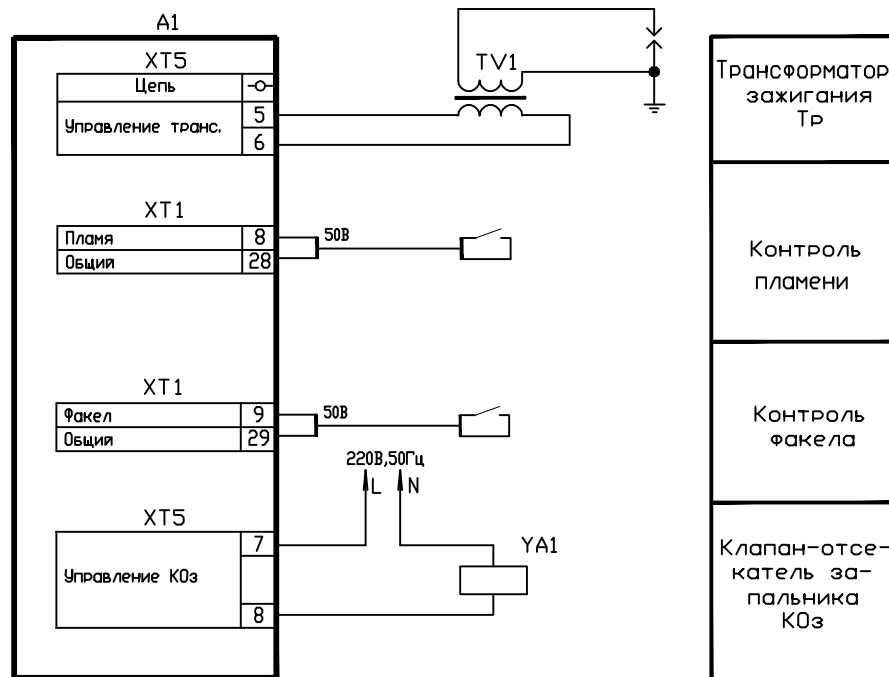 A1
XT5
Цепь
Управление транс.
5
6
TV1
Трансформатор
зажигания
Тр
XT1
Пламя
8
Общий
28
50В
Контроль
пламени
XT1
Факел
9
Общий
29
50В
Контроль
факела
220В,50Гц
L
N
XT5
7
Управление КОз
8
YA1
Клапан-отсе-
катель за-
пальника
КОз